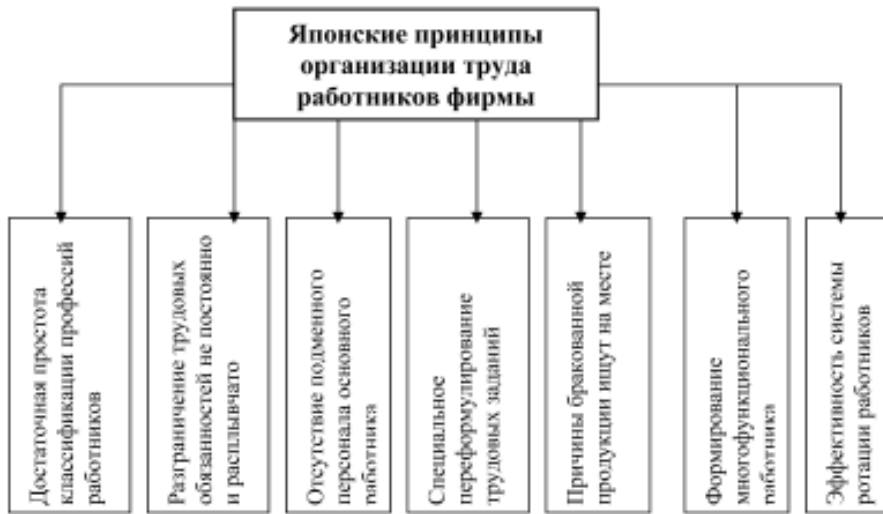 Японские принципы
организации труда
работников фирмы
Достаточная простота
классификации профессий
работников
Разграничение трудовых
обязанностей не постоянно
и расплывчато
Отсутствие подменного
персонала основного
работника
Специальное
переформулирование
трудовых заданий
Причины бракованной
продукции ищут на месте
Формирование
многофункционального
работника
Эффективность системы
ротации работников